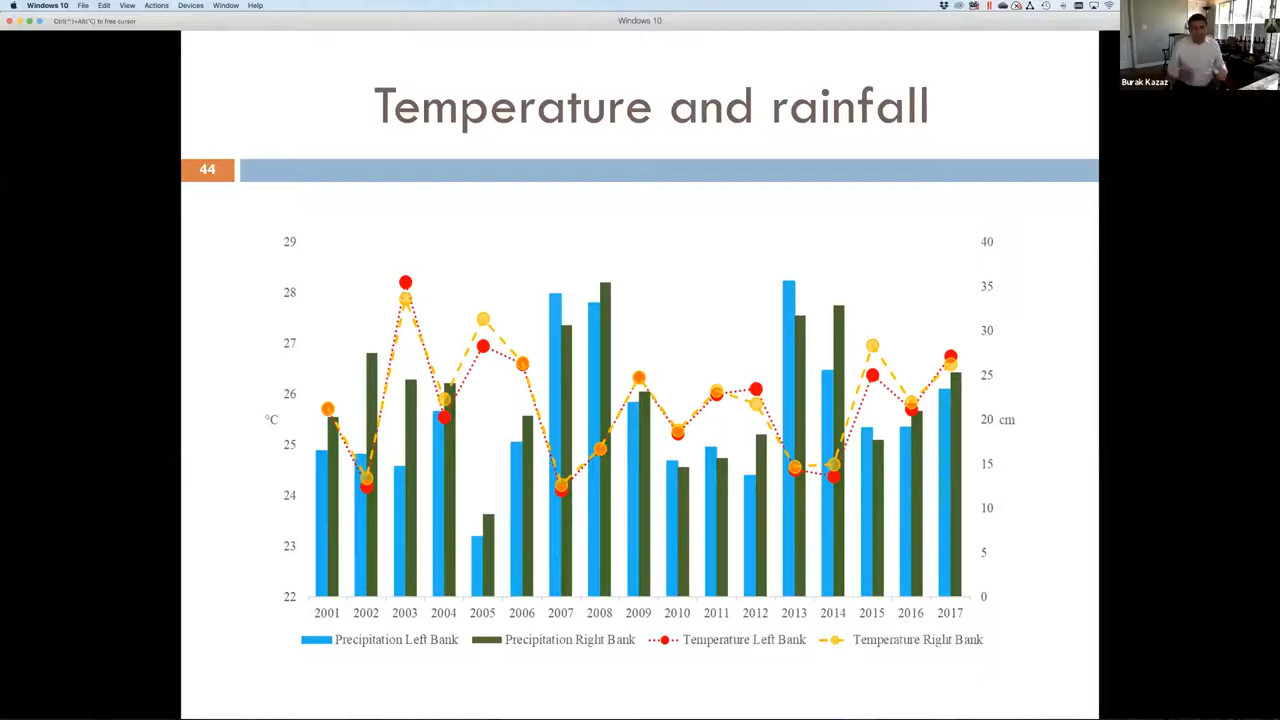 Windows 10 File Edit View Actions Devices Window Help
Ctrl(^)+Alt(⌥) to free cursor
Windows 10
Burak Kazaz
Temperature and rainfall
44
29 40
28 35
27 30
26 25
°C 20 cm
25 15
24 10
23 5
22 0
2001 2002 2003 2004 2005 2006 2007 2008 2009 2010 2011 2012 2013 2014 2015 2016 2017
Precipitation Left Bank Precipitation Right Bank Temperature Left Bank Temperature Right Bank